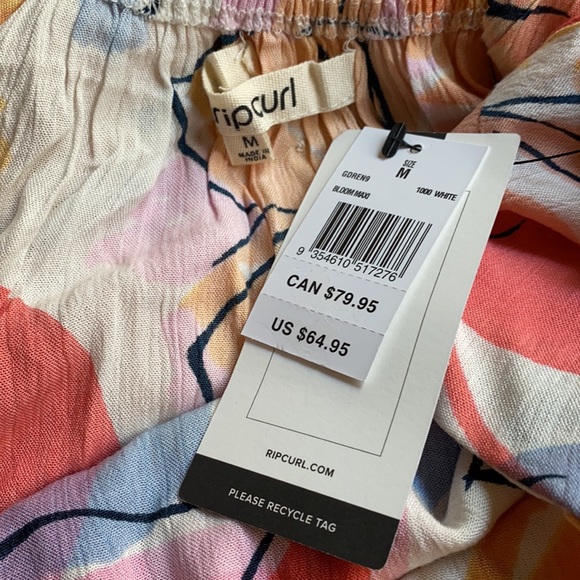 ripcurl
M
MADE IN
INDIA
SIZE
M
GDREN9
BLOOM MAXI 1000 WHITE
9 354610 517276
CAN $79.95
US $64.95
RIPCURL.COM
PLEASE RECYCLE TAG